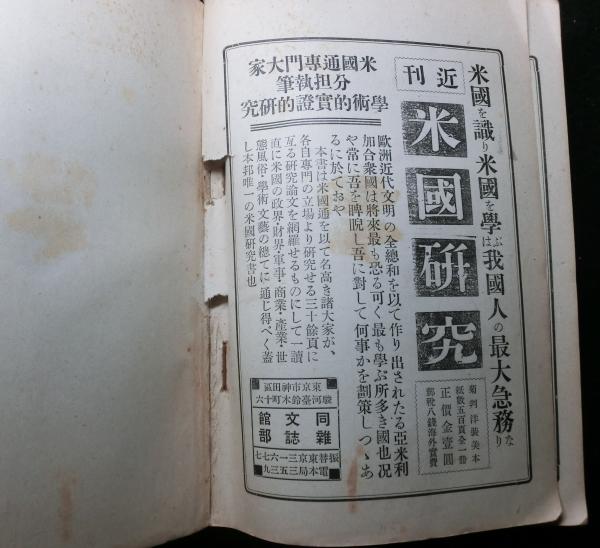 米國を識り米國を學ぶは我國人の最大急務なり
近刊
米國研究
菊判洋裝美本
紙數五百頁全一冊
正價金壹圓
郵稅八錢海外實費
歐洲近代文明の全總和を以て作り出されたる亞米利
加合衆國は將來最も恐る可く最も學ぶ所多き國也况
や常に吾を睥睨し吾に對して何事かを劃策しつゝあ
るに於ておや
本書は米國通を以て名高き諸大家が、
各自專門の立場より研究せる三十餘頁に
亙る研究論文を網羅せるものにして一讀
直に米國の政界・財界・軍事・商業・產業・世
態風俗・學術文藝の總てに通じ得べく蓋
し本邦唯一の米國研究書也
米國通專門大家
分担執筆
學術的實證的研究
東京市神田區
駿河臺鈴木町十六
同文館
雜誌部
振替東京三一六七七
電本局三五三九